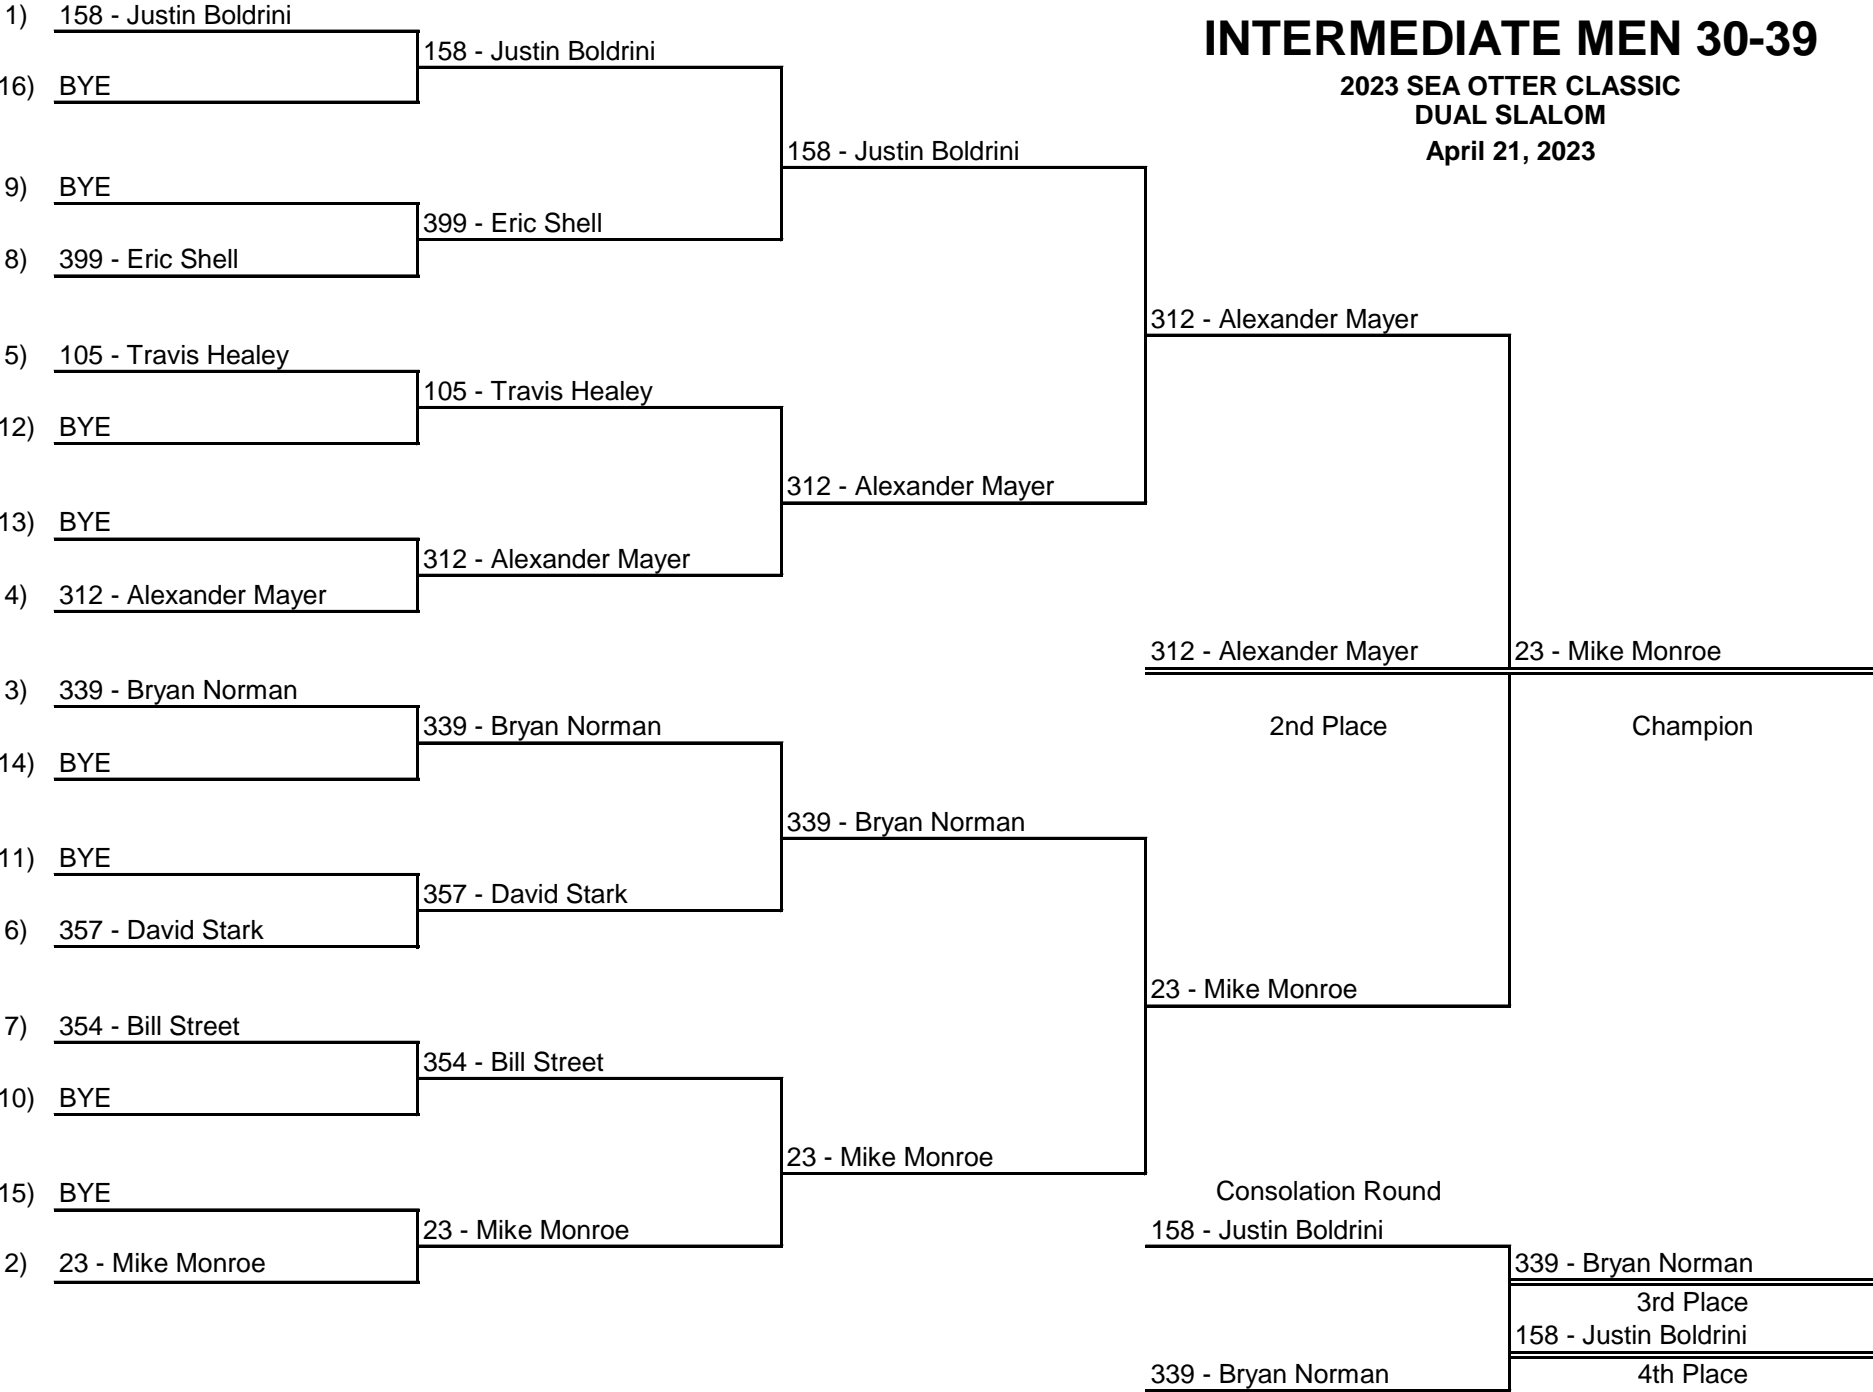 INTERMEDIATE MEN 30-39
2023 SEA OTTER CLASSIC
DUAL SLALOM
April 21, 2023
1) 158 - Justin Boldrini
16) BYE
9) BYE
8) 399 - Eric Shell
5) 105 - Travis Healey
12) BYE
13) BYE
4) 312 - Alexander Mayer
3) 339 - Bryan Norman
14) BYE
11) BYE
6) 357 - David Stark
7) 354 - Bill Street
10) BYE
15) BYE
2) 23 - Mike Monroe
158 - Justin Boldrini
399 - Eric Shell
105 - Travis Healey
312 - Alexander Mayer
339 - Bryan Norman
357 - David Stark
354 - Bill Street
23 - Mike Monroe
158 - Justin Boldrini
312 - Alexander Mayer
339 - Bryan Norman
23 - Mike Monroe
312 - Alexander Mayer
23 - Mike Monroe
312 - Alexander Mayer
2nd Place
23 - Mike Monroe
Champion
Consolation Round
158 - Justin Boldrini
339 - Bryan Norman
339 - Bryan Norman
3rd Place
158 - Justin Boldrini
4th Place